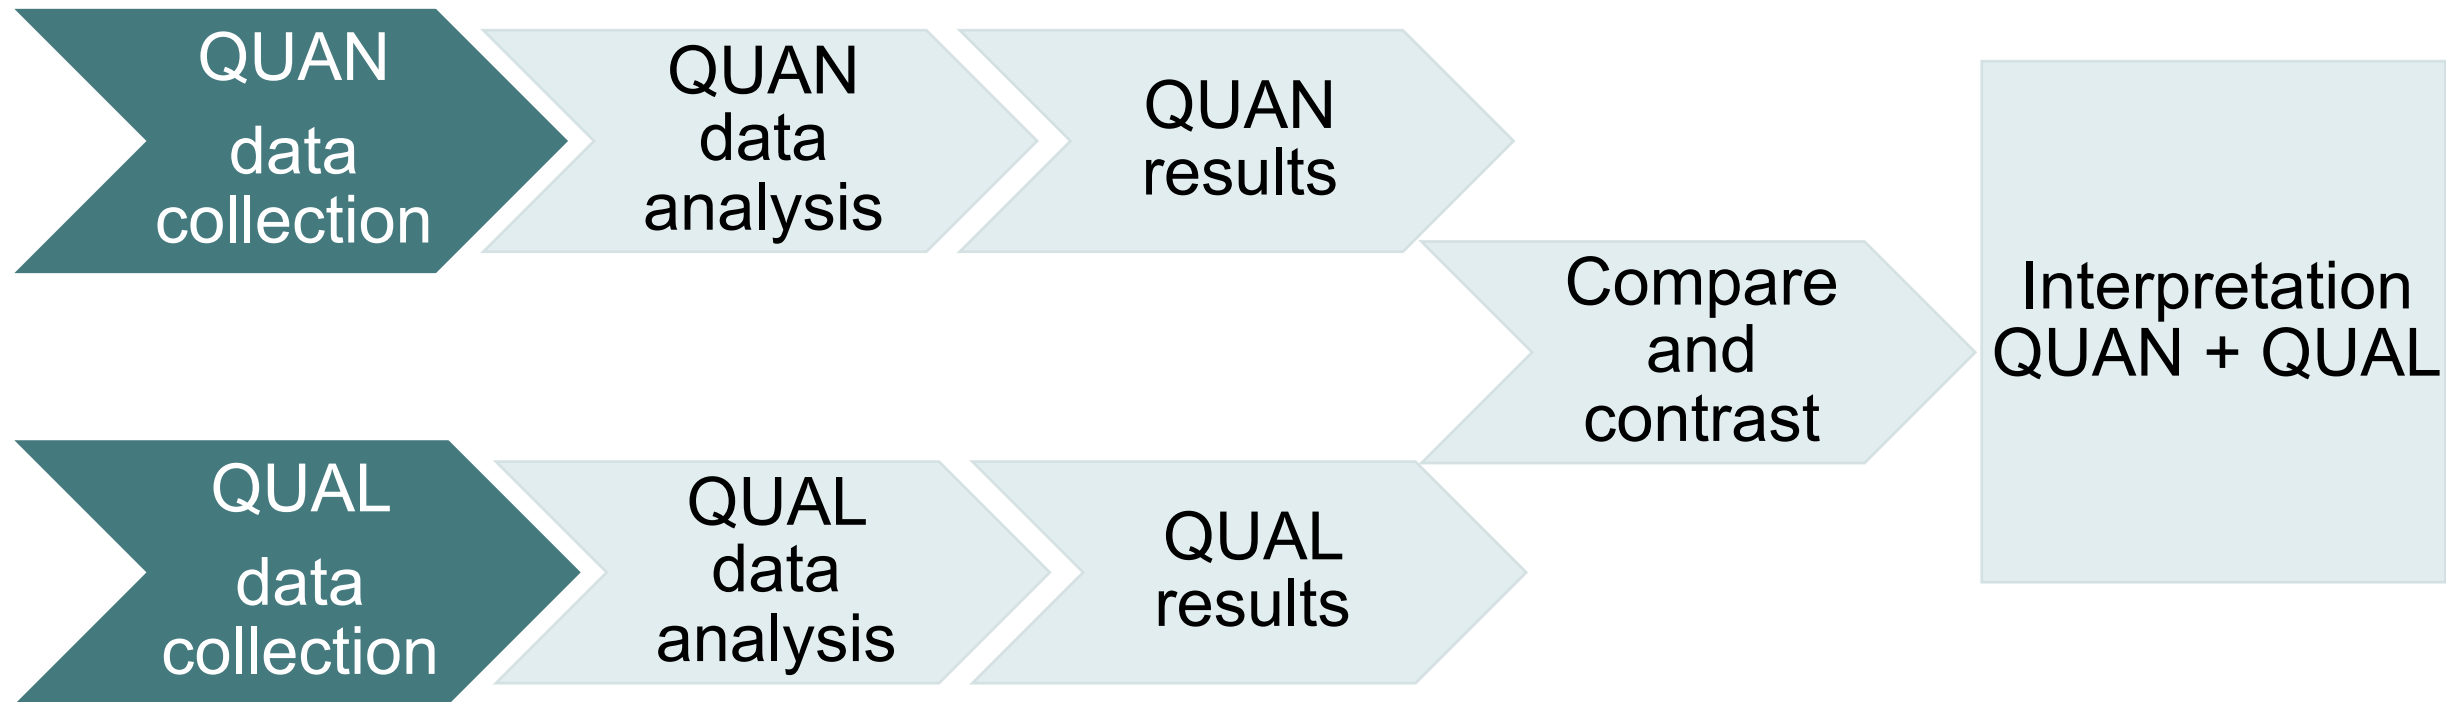 QUAN
data
collection
QUAN
data
analysis
QUAN
results
QUAL
data
collection
QUAL
data
analysis
QUAL
results
Compare
and
contrast
Interpretation
QUAN + QUAL